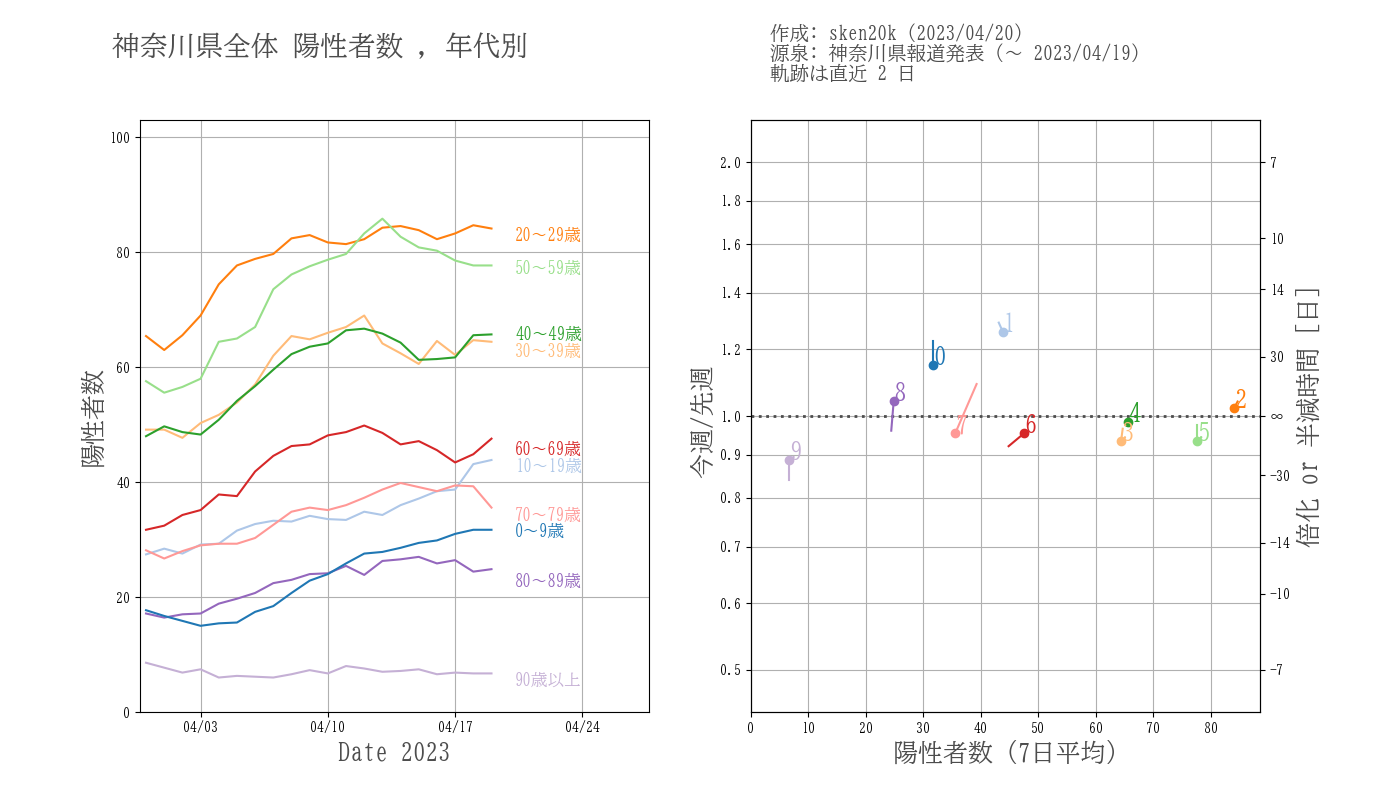 神奈川県全体 陽性者数 , 年代別
作成: sken20k (2023/04/20)
源泉: 神奈川県報道発表 (〜 2023/04/19)
軌跡は直近 2 日
陽性者数
100
80
60
40
20
0
20〜29歳
50〜59歳
40〜49歳
30〜39歳
60〜69歳
10〜19歳
70〜79歳
0〜9歳
80〜89歳
90歳以上
04/03
04/10
04/17
04/24
Date 2023
今週/先週
2.0
1.8
1.6
1.4
1.2
1.0
0.9
0.8
0.7
0.6
0.5
1
0
8
2
4
7
6
3
5
9
7
10
14
30
∞
-30
-14
-10
-7
倍化 or 半減時間 [日]
0
10
20
30
40
50
60
70
80
陽性者数 (7日平均)